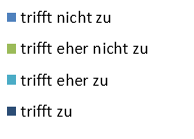 trifft nicht zu
trifft eher nicht zu
trifft eher zu
trifft zu